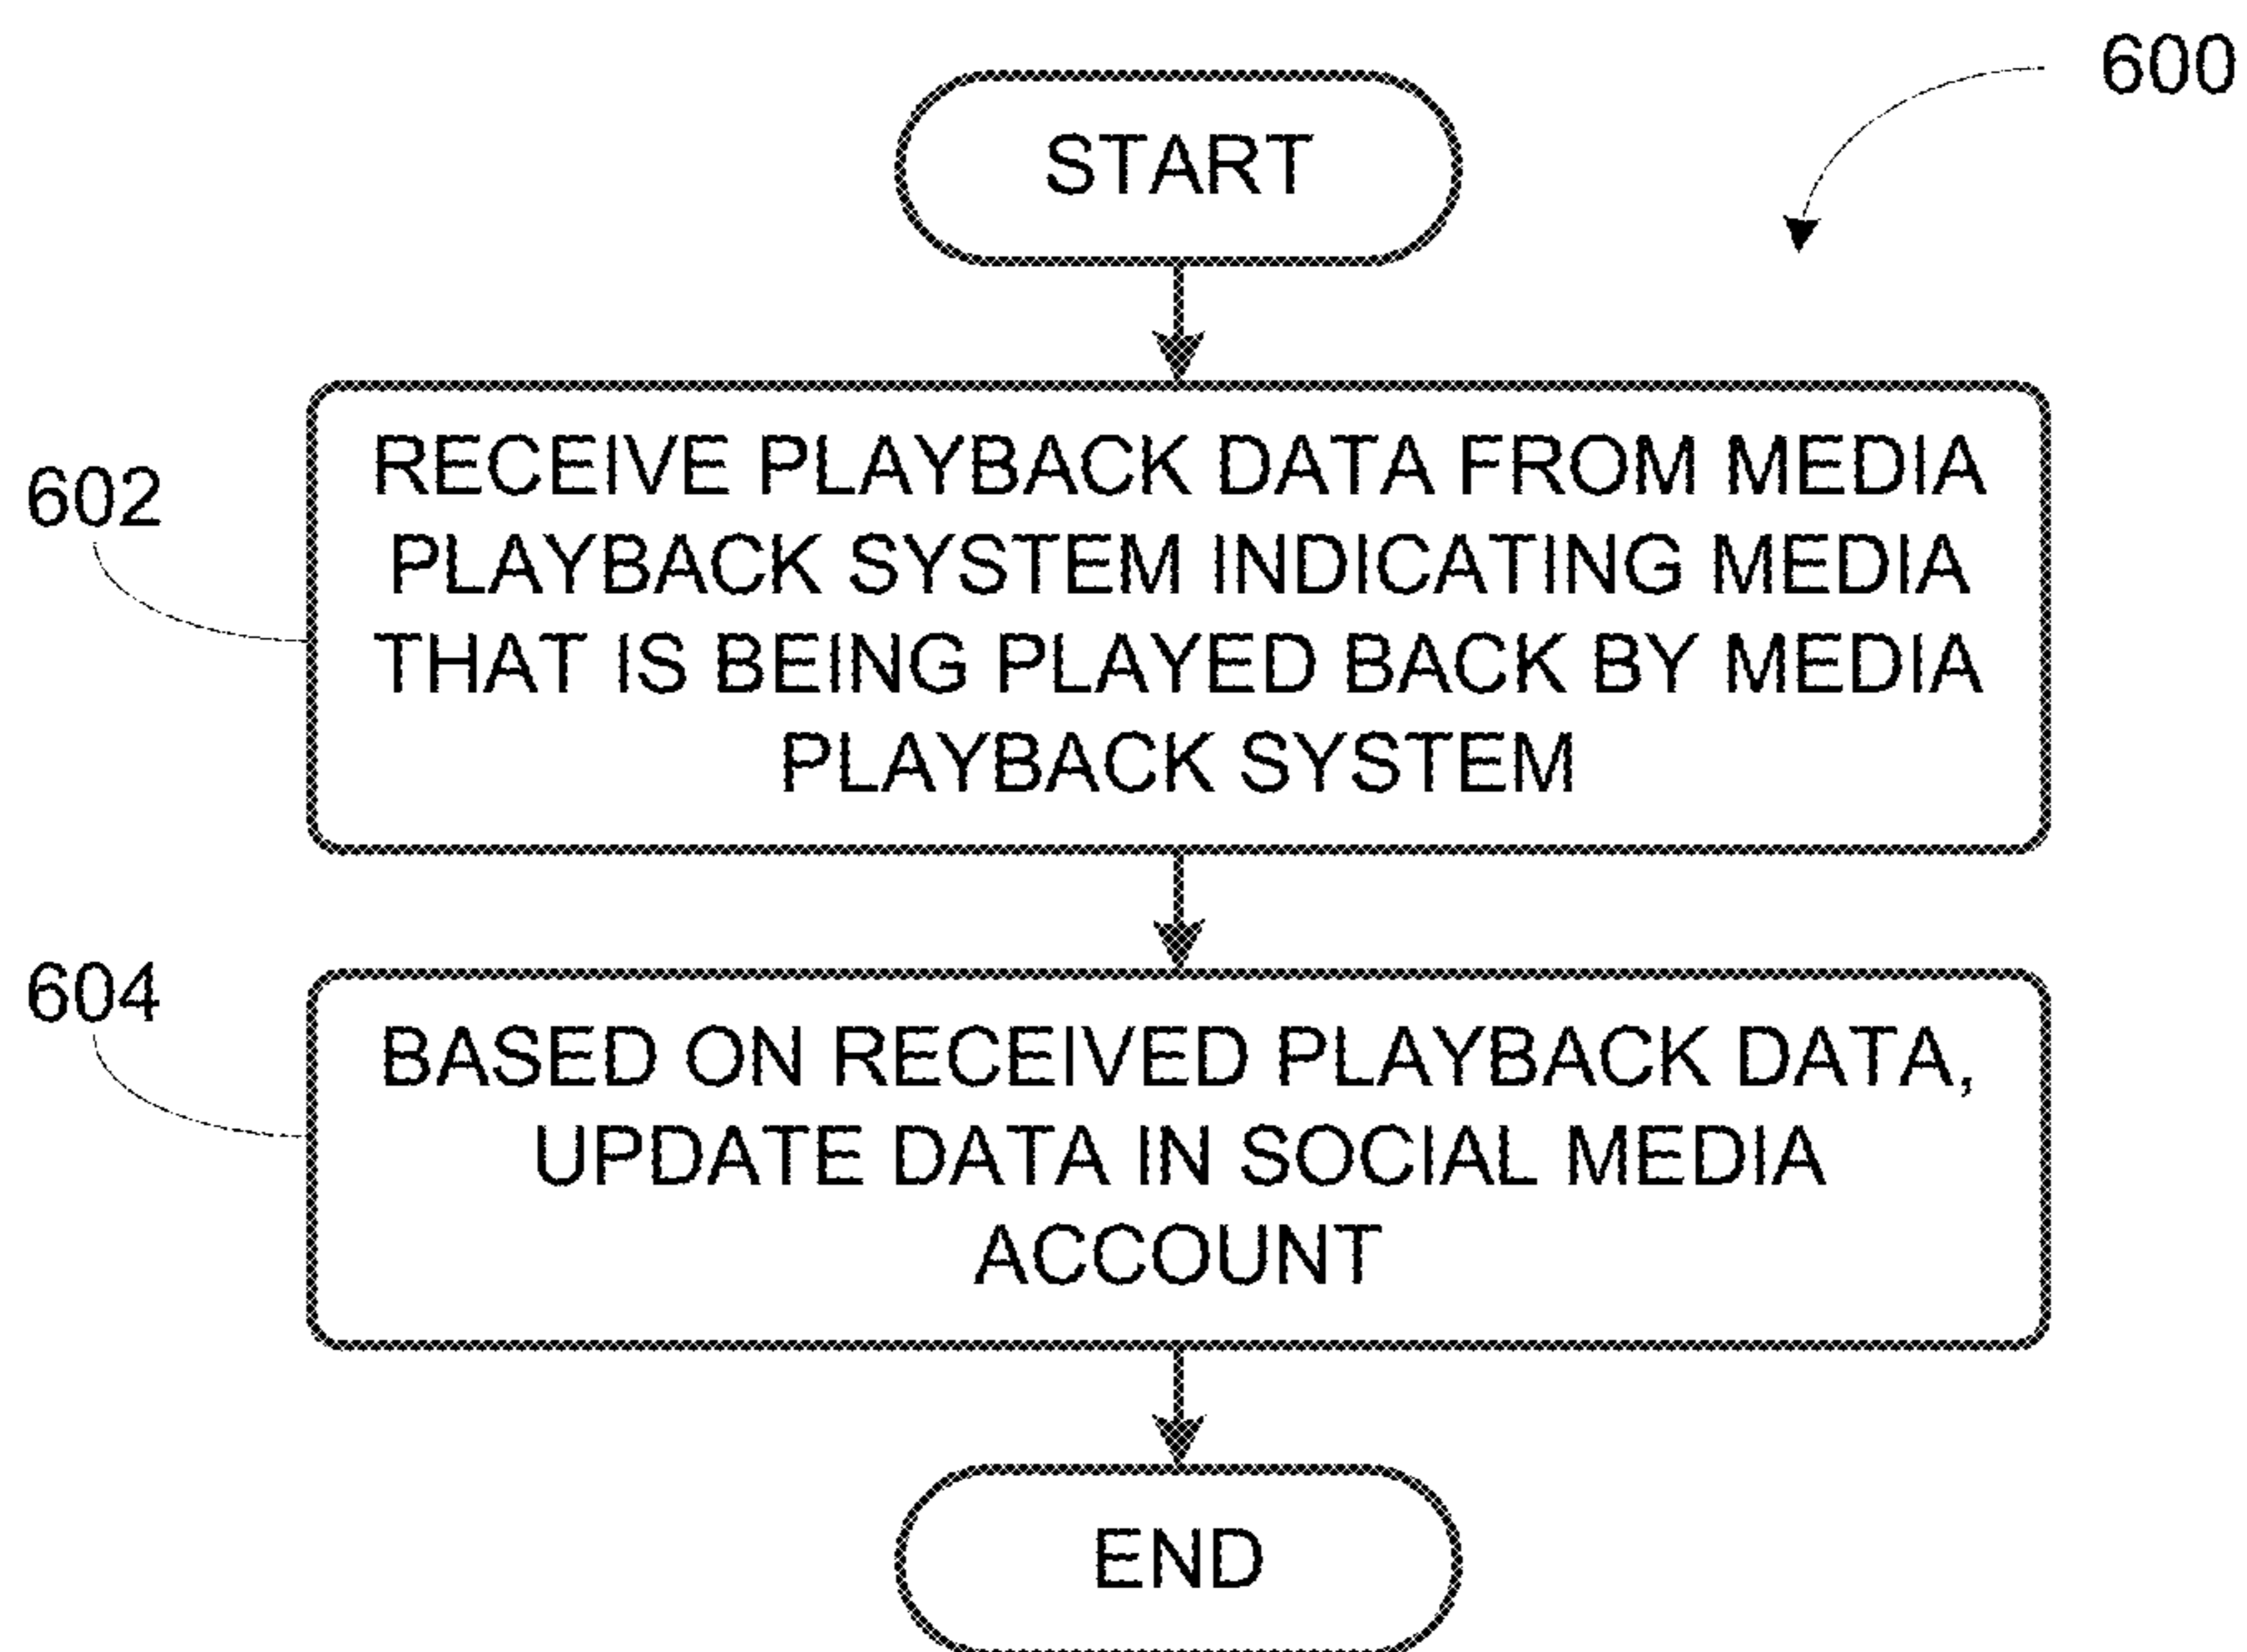 600
START
602
RECEIVE PLAYBACK DATA FROM MEDIA
PLAYBACK SYSTEM INDICATING MEDIA
THAT IS BEING PLAYED BACK BY MEDIA
PLAYBACK SYSTEM
604
BASED ON RECEIVED PLAYBACK DATA,
UPDATE DATA IN SOCIAL MEDIA
ACCOUNT
END